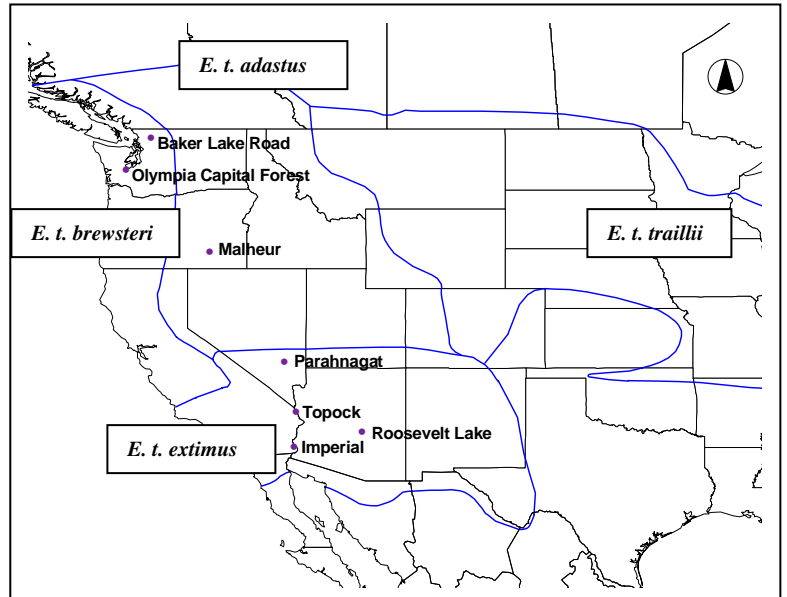 E. t. adastus
Baker Lake Road
Olympia Capital Forest
E. t. brewsteri
Malheur
E. t. traillii
Parahnagat
Topock
Roosevelt Lake
Imperial
E. t. extimus